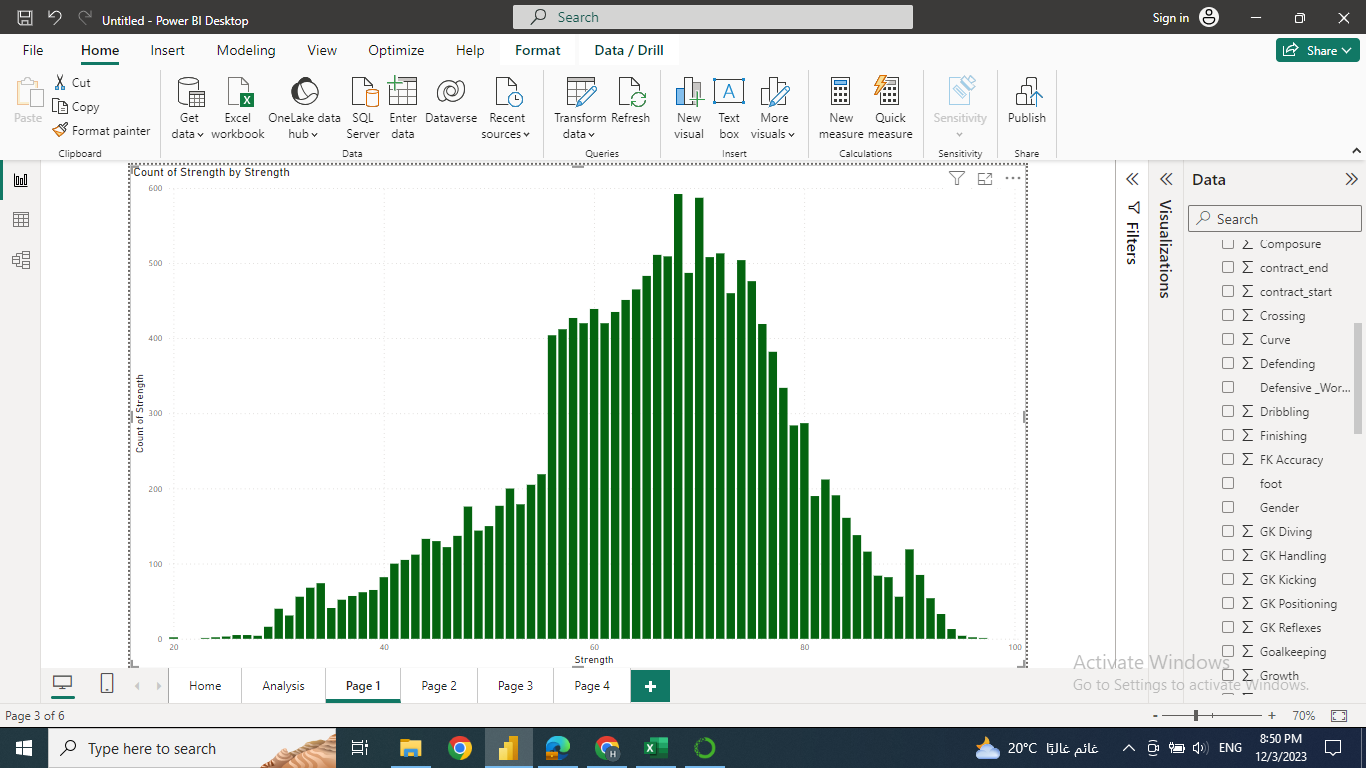 Untitled - Power BI Desktop
Search
Sign in
File Home Insert Modeling View Optimize Help Format Data / Drill
Share
Paste
Cut
Copy
Format painter
Clipboard
Get data
Excel workbook
OneLake data hub
SQL Server
Enter data
Dataverse
Recent sources
Data
Transform data
Refresh
Queries
New visual
Text box
More visuals
Insert
New measure
Quick measure
Calculations
Sensitivity
Sensitivity
Publish
Share
Count of Strength by Strength
600
500
400
300
200
100
0
Count of Strength
20 40 60 80 100
Strength
Filters
Visualizations
Data
Search
Composure
contract_end
contract_start
Crossing
Curve
Defending
Defensive _Wor...
Dribbling
Finishing
FK Accuracy
foot
Gender
GK Diving
GK Handling
GK Kicking
GK Positioning
GK Reflexes
Goalkeeping
Growth
Activate Windows
Go to Settings to activate Windows.
Home Analysis Page 1 Page 2 Page 3 Page 4 +
Page 3 of 6
- + 70%
Type here to search
20°C غائم غالبًا
ENG
8:50 PM
12/3/2023